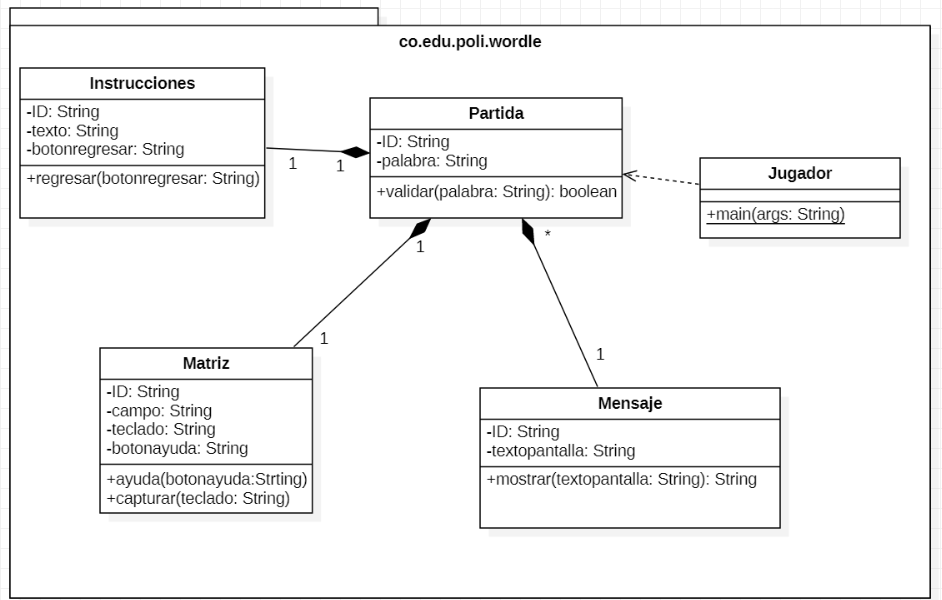 co.edu.poli.wordle
Instrucciones
-ID: String
-texto: String
-botonregresar: String
+regresar(botonregresar: String)
1
1
Partida
-ID: String
-palabra: String
+validar(palabra: String): boolean
Jugador
+main(args: String)
1
*
1
1
Matriz
-ID: String
-campo: String
-teclado: String
-botonayuda: String
+ayuda(botonayuda:Strting)
+capturar(teclado: String)
Mensaje
-ID: String
-textopantalla: String
+mostrar(textopantalla: String): String